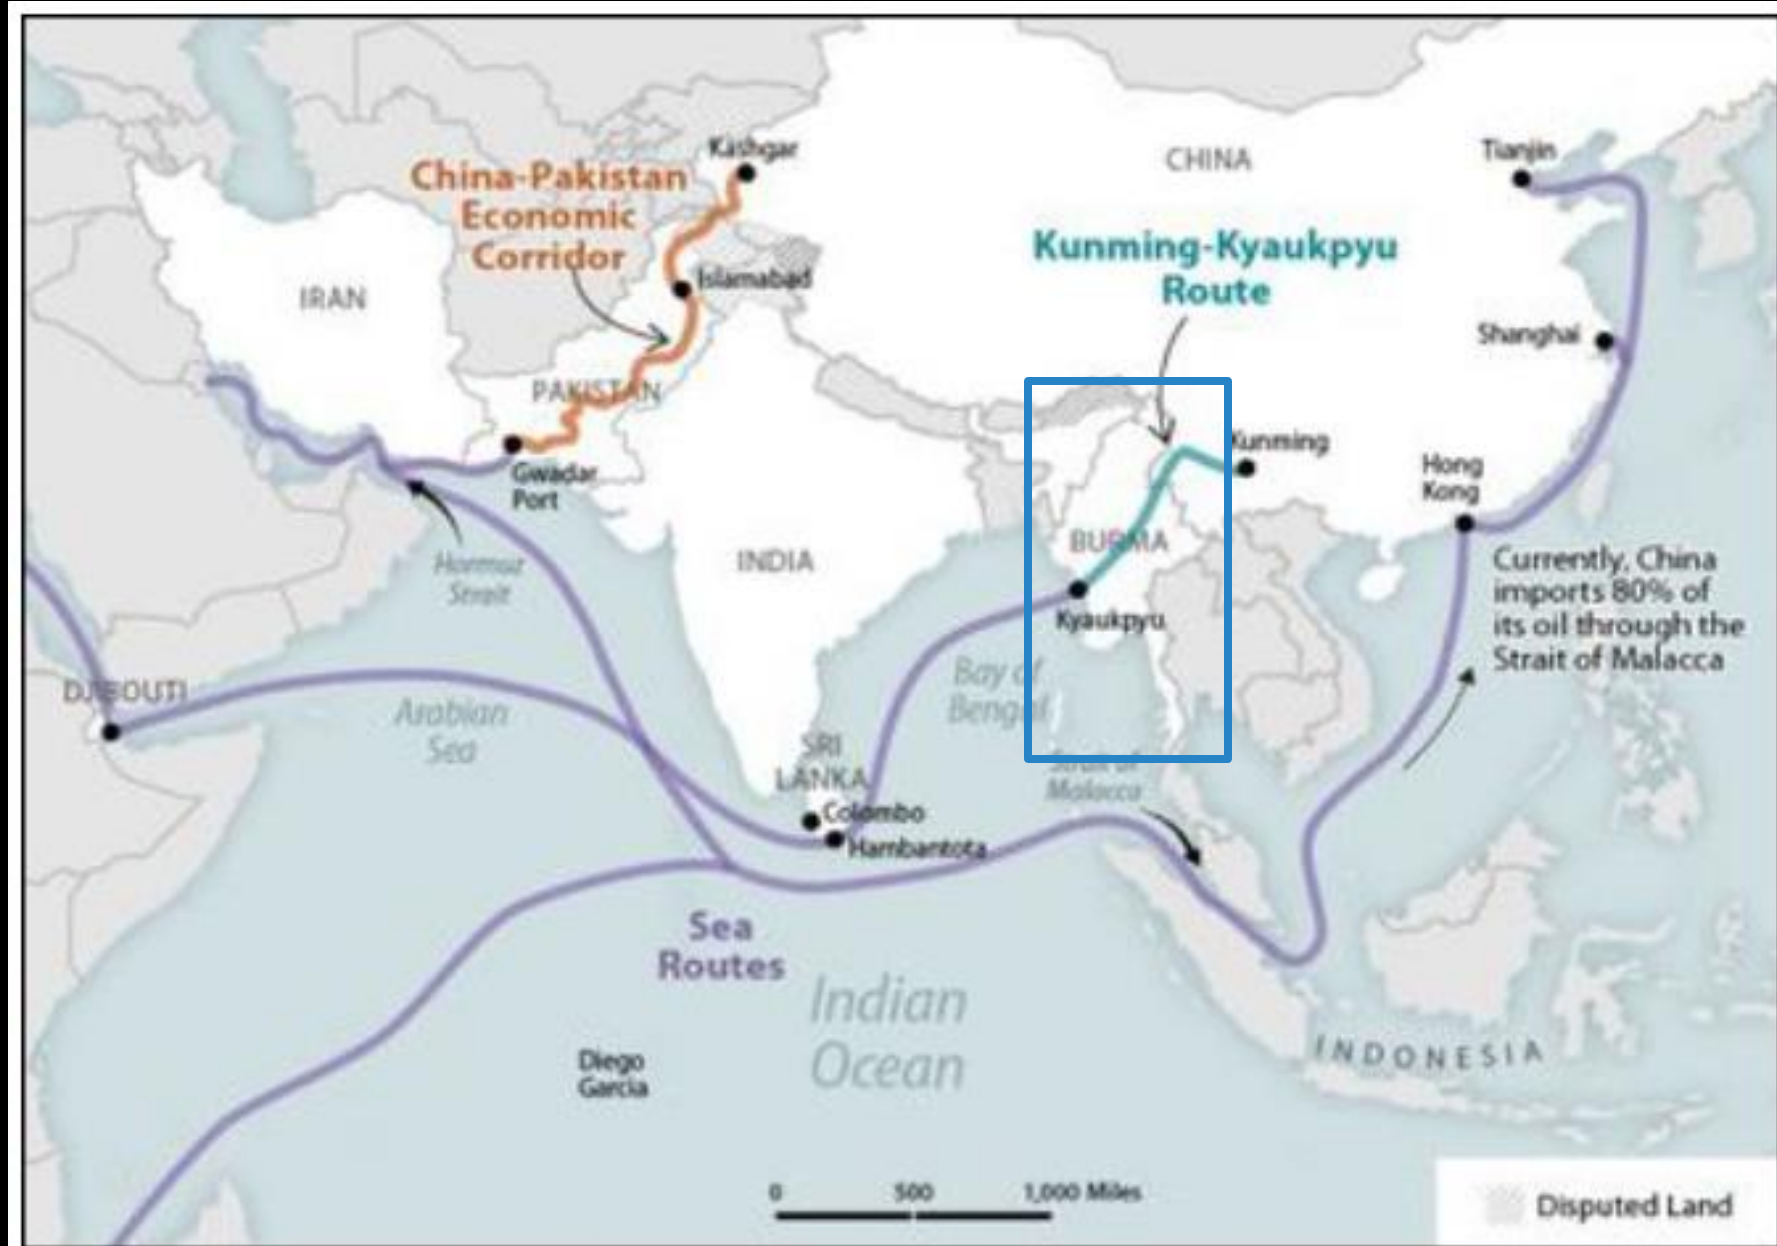 Kashgar
China-Pakistan
Economic
Corridor
Islamabad
IRAN
PAKISTAN
Gwadar
Port
Hormuz
Strait
CHINA
Tianjin
Kunming-Kyaukpyu
Route
Shanghai
Kunming
Hong
Kong
BURMA
Kyaukpyu
INDIA
Currently, China
imports 80% of
its oil through the
Strait of Malacca
DJIBOUTI
Arabian
Sea
Bay of
Bengal
SRI
LANKA
Colombo
Hambantota
Strait of
Malacca
Sea
Routes
Indian
Ocean
Diego
Garcia
INDONESIA
0 500 1,000 Miles
Disputed Land